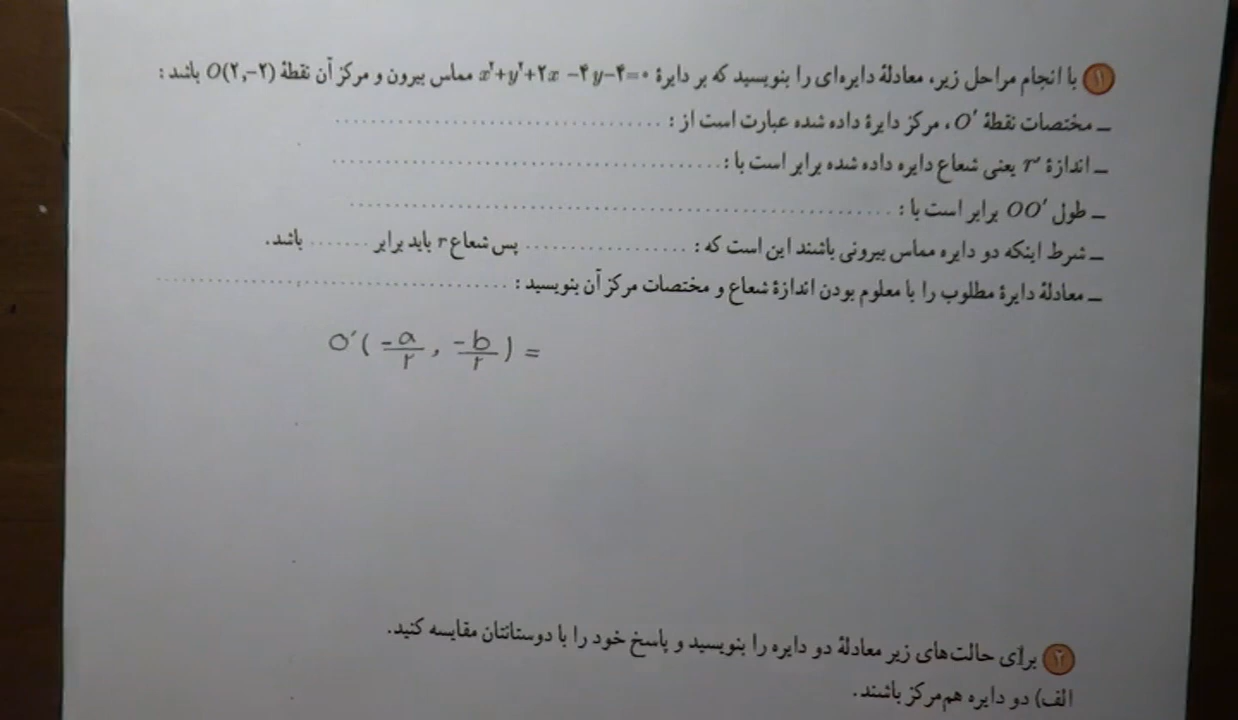 ۱ با انجام مراحل زیر، معادلهٔ دایره‌ای را بنویسید که بر دایرهٔ x²+y²+۲x −۴y−۴=۰ مماس بیرون و مرکز آن نقطهٔ O(۲,−۲) باشد :
ــ مختصات نقطهٔ O′، مرکز دایرهٔ داده شده عبارت است از : ................................
ــ اندازهٔ r′ یعنی شعاع دایره داده شده برابر است با : ......................................
ــ طول OO′ برابر است با : ......................................................
ــ شرط اینکه دو دایره مماس بیرونی باشند این است که : ................ پس شعاع r باید برابر ....... باشد.
ــ معادلهٔ دایرهٔ مطلوب را با معلوم بودن اندازهٔ شعاع و مختصات مرکز آن بنویسید : ...................................
O′( −a/۲ , −b/۲ ) =
۲ برای حالت‌های زیر معادلهٔ دو دایره را بنویسید و پاسخ خود را با دوستانتان مقایسه کنید.
الف) دو دایره هم‌مرکز باشند.